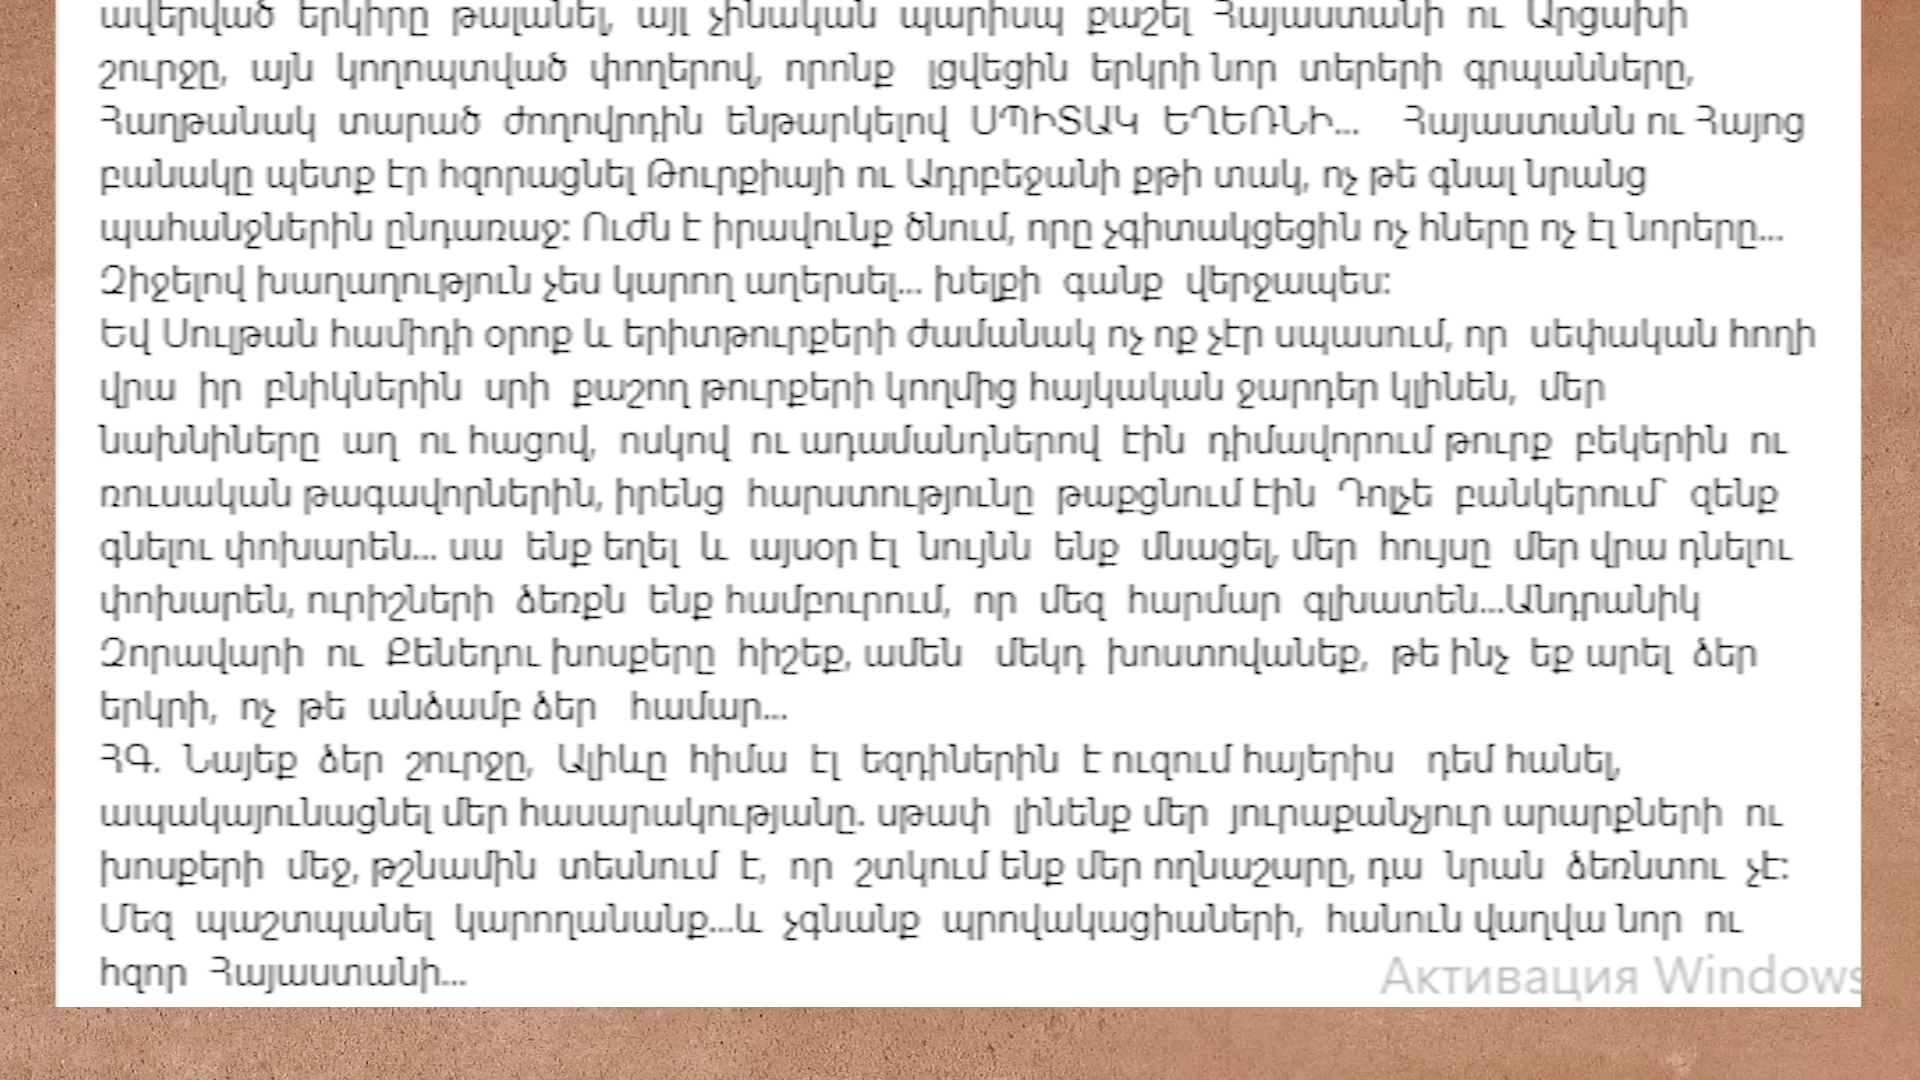 ավերված երկիրը թալանել, այլ չինական պարիսպ քաշել Հայաստանի ու Արցախի
շուրջը, այն կողոպտված փողերով, որոնք լցվեցին երկրի նոր տերերի գրպանները,
Հաղթանակ տարած ժողովրդին ենթարկելով ՍՊԻՏԱԿ ԵՂԵՌՆԻ... Հայաստանն ու Հայոց
բանակը պետք էր հզորացնել Թուրքիայի ու Ադրբեջանի քթի տակ, ոչ թե գնալ նրանց
պահանջներին ընդառաջ: Ուժն է իրավունք ծնում, որը չգիտակցեցին ոչ հները ոչ էլ նորերը...
Զիջելով խաղաղություն չես կարող աղերսել... խելքի գանք վերջապես:
Եվ Սուլթան համիդի օրոք և երիտթուրքերի ժամանակ ոչ ոք չէր սպասում, որ սեփական հողի
վրա իր բնիկներին սրի քաշող թուրքերի կողմից հայկական ջարդեր կլինեն, մեր
նախնիները աղ ու հացով, ոսկով ու ադամանդներով էին դիմավորում թուրք բեկերին ու
ռուսական թագավորներին, իրենց հարստությունը թաքցնում էին Դոյչե բանկերում՝ զենք
գնելու փոխարեն... սա ենք եղել և այսօր էլ նույնն ենք մնացել, մեր հույսը մեր վրա դնելու
փոխարեն, ուրիշների ձեռքն ենք համբուրում, որ մեզ հարմար գլխատեն...Անդրանիկ
Զորավարի ու Քենեդու խոսքերը հիշեք, ամեն մեկդ խոստովանեք, թե ինչ եք արել ձեր
երկրի, ոչ թե անձամբ ձեր համար...
ՀԳ. Նայեք ձեր շուրջը, Ալիևը հիմա էլ եզդիներին է ուզում հայերիս դեմ հանել,
ապակայունացնել մեր հասարակությանը. սթափ լինենք մեր յուրաքանչյուր արարքների ու
խոսքերի մեջ, թշնամին տեսնում է, որ շտկում ենք մեր ողնաշարը, դա նրան ձեռնտու չէ:
Մեզ պաշտպանել կարողանանք...և չգնանք պրովակացիաների, հանուն վաղվա նոր ու
հզոր Հայաստանի...
Активация Windows